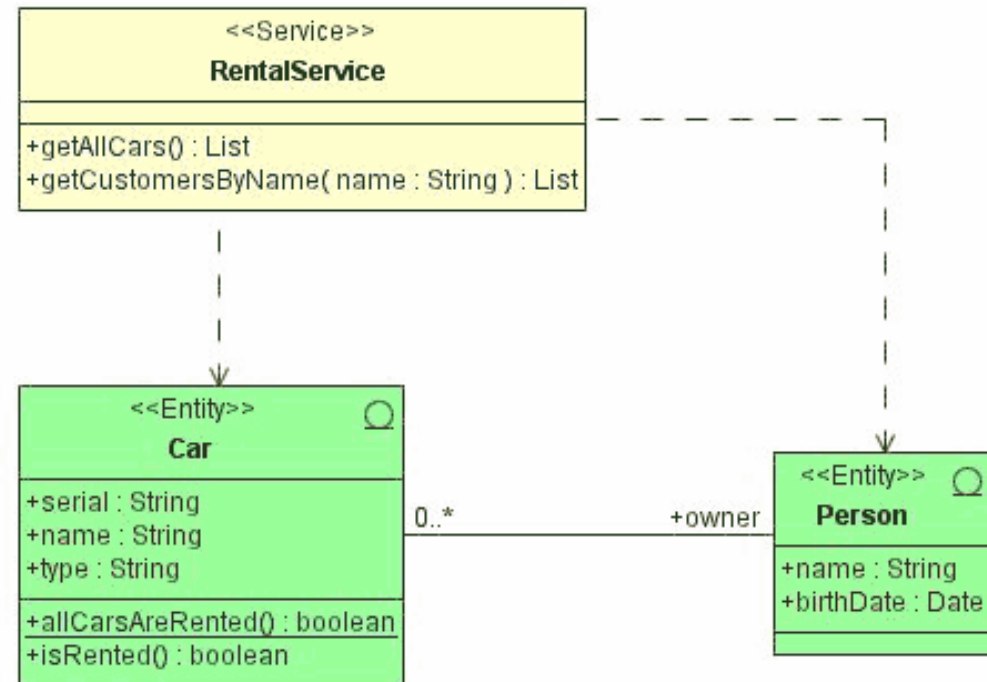 <<Service>>
RentalService
+getAllCars() : List
+getCustomersByName( name : String ) : List
<<Entity>>
Car
+serial : String
+name : String
+type : String
+allCarsAreRented() : boolean
+isRented() : boolean
0..*
+owner
<<Entity>>
Person
+name : String
+birthDate : Date